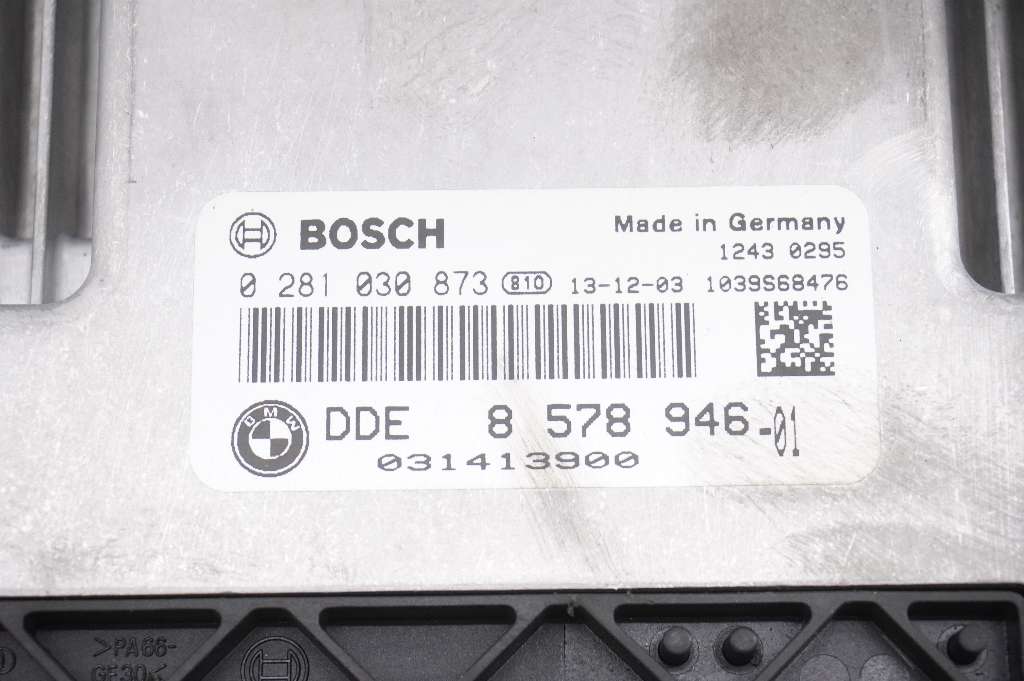 BOSCH
Made in Germany
1243 0295
0 281 030 873 810 13-12-03 1039S68476
BMW
DDE 8 578 946-01
031413900
>PA66-
GF30<